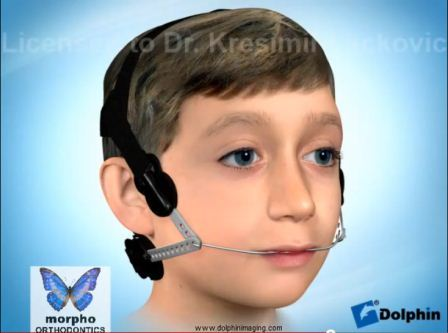 Licensed to Dr. Kresimir
morpho
ORTHODONTICS
www.dolphinimaging.com
Dolphin